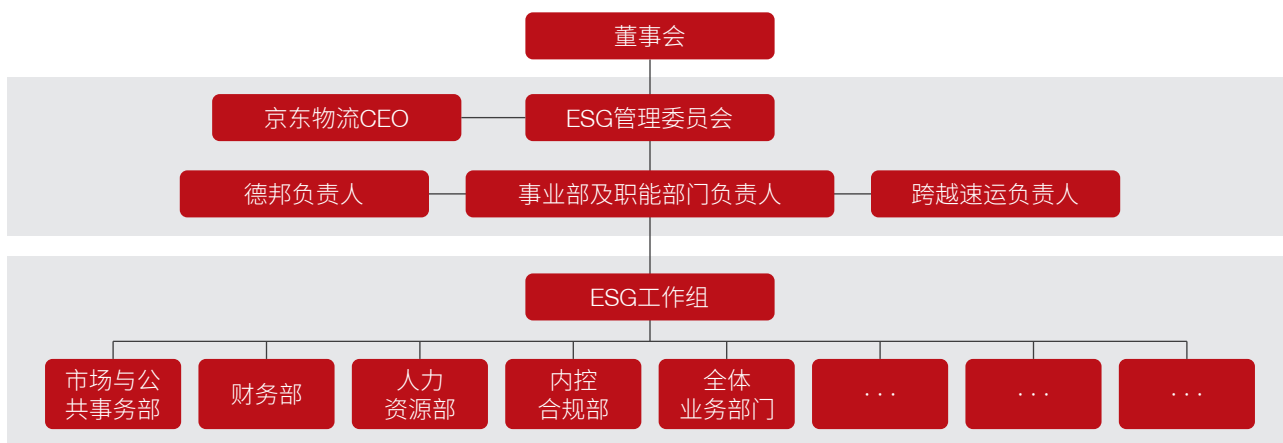 董事会
京东物流CEO
ESG管理委员会
德邦负责人
事业部及职能部门负责人
跨越速运负责人
ESG工作组
市场与公
共事务部
财务部
人力
资源部
内控
合规部
全体
业务部门
···
···
···